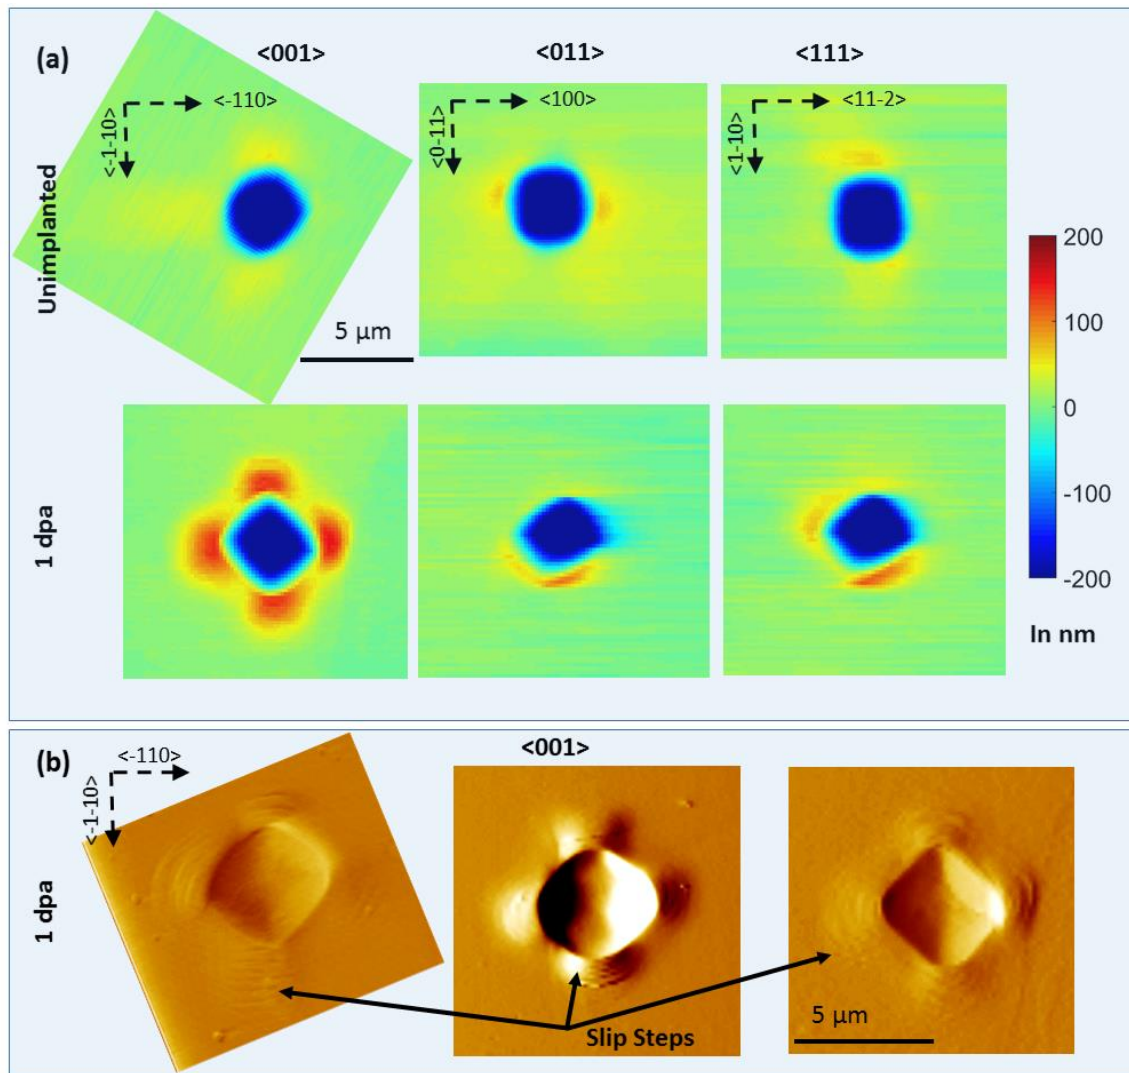 (a)
<001>
<011>
<111>
<-110>
<-1-10>
<100>
<0-11>
<11-2>
<1-10>
Unimplanted
5 µm
200
100
0
-100
-200
In nm
1 dpa
(b)
<001>
<-110>
<-1-10>
1 dpa
Slip Steps
5 µm